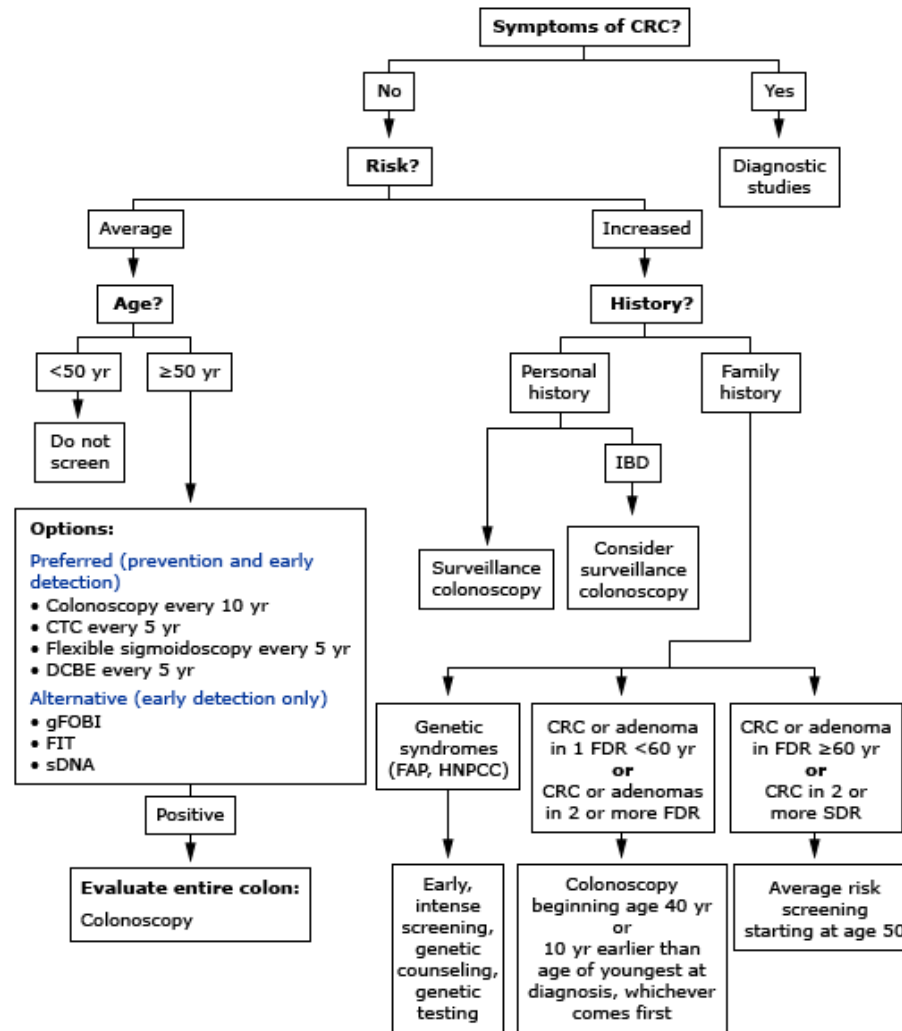 Symptoms of CRC?
No
Yes
Risk?
Diagnostic
studies
Average
Increased
Age?
History?
<50 yr
≥50 yr
Personal
history
Family
history
Do not
screen
IBD
Options:
Preferred (prevention and early
detection)
• Colonoscopy every 10 yr
• CTC every 5 yr
• Flexible sigmoidoscopy every 5 yr
• DCBE every 5 yr
Alternative (early detection only)
• gFOBI
• FIT
• sDNA
Surveillance
colonoscopy
Consider
surveillance
colonoscopy
Genetic
syndromes
(FAP, HNPCC)
CRC or adenoma
in 1 FDR <60 yr
or
CRC or adenomas
in 2 or more FDR
CRC or adenoma
in FDR ≥60 yr
or
CRC in 2 or
more SDR
Positive
Evaluate entire colon:
Colonoscopy
Early,
intense
screening,
genetic
counseling,
genetic
testing
Colonoscopy
beginning age 40 yr
or
10 yr earlier than
age of youngest at
diagnosis, whichever
comes first
Average risk
screening
starting at age 50